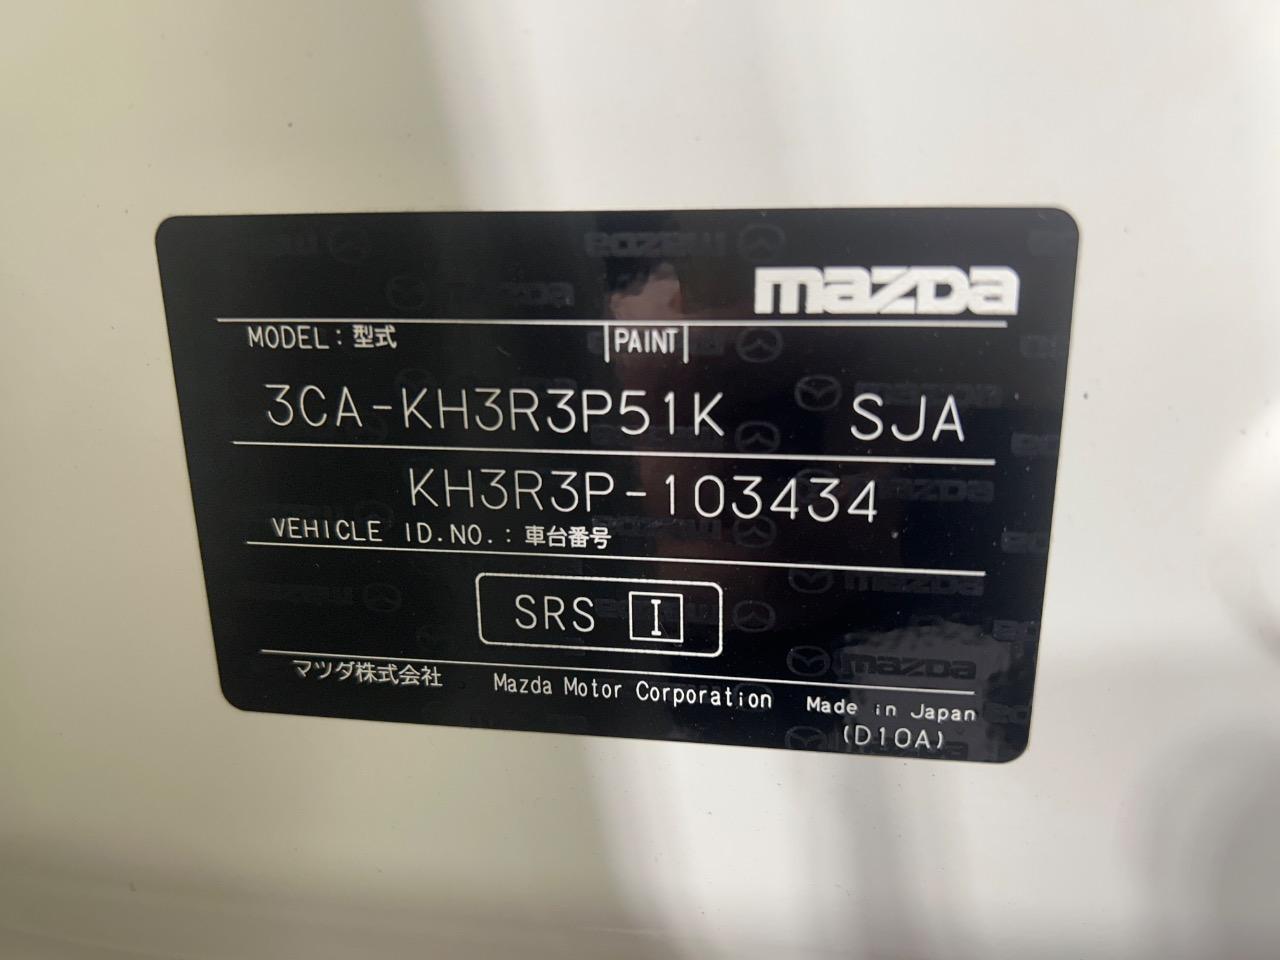 mazda
MODEL : 型式 PAINT
3CA-KH3R3P51K SJA
KH3R3P-103434
VEHICLE ID.NO. : 車台番号
SRS I
マツダ株式会社 Mazda Motor Corporation Made in Japan
(D10A)